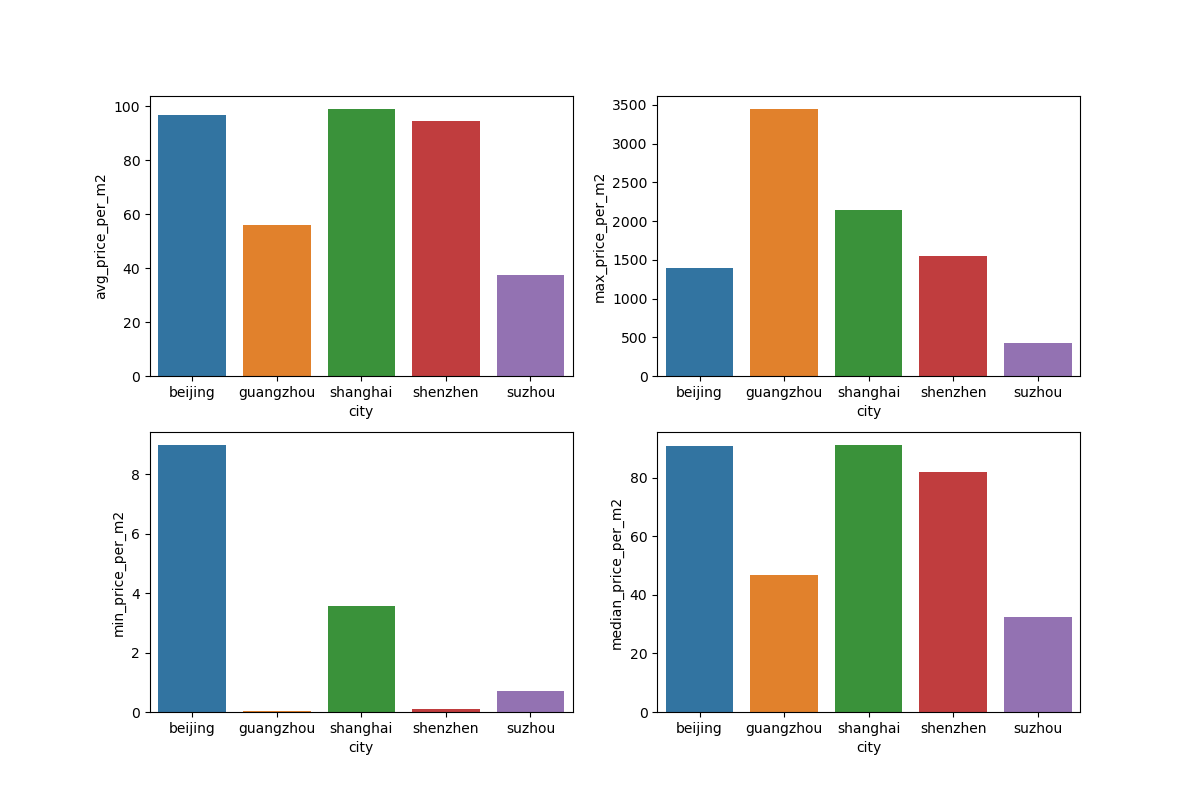 avg_price_per_m2
100
80
60
40
20
0
beijing guangzhou shanghai shenzhen suzhou
city
max_price_per_m2
3500
3000
2500
2000
1500
1000
500
0
beijing guangzhou shanghai shenzhen suzhou
city
min_price_per_m2
8
6
4
2
0
beijing guangzhou shanghai shenzhen suzhou
city
median_price_per_m2
80
60
40
20
0
beijing guangzhou shanghai shenzhen suzhou
city